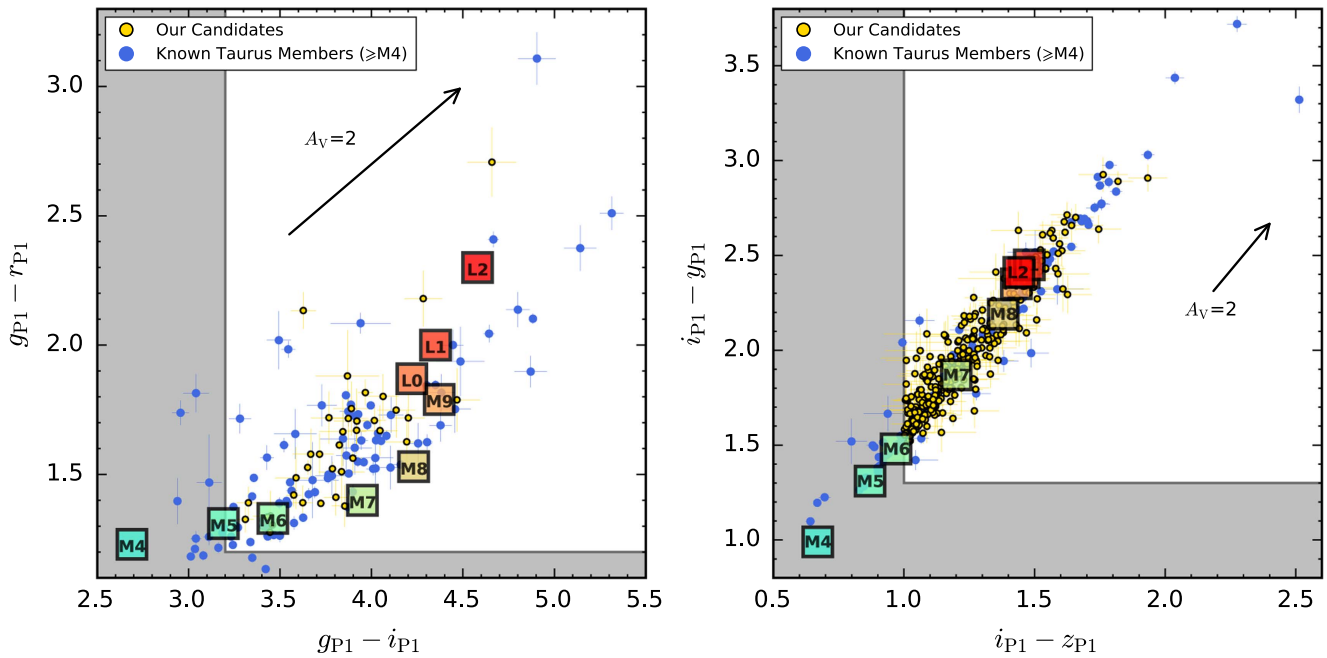 Our Candidates
Known Taurus Members (⩾M4)
3.0
2.5
2.0
1.5
g_P1 − r_P1
A_V=2
L2
L1
L0
M9
M8
M7
M6
M5
M4
2.5 3.0 3.5 4.0 4.5 5.0 5.5
g_P1 − i_P1
Our Candidates
Known Taurus Members (⩾M4)
3.5
3.0
2.5
2.0
1.5
1.0
i_P1 − y_P1
A_V=2
L2
M8
M7
M6
M5
M4
0.5 1.0 1.5 2.0 2.5
i_P1 − z_P1